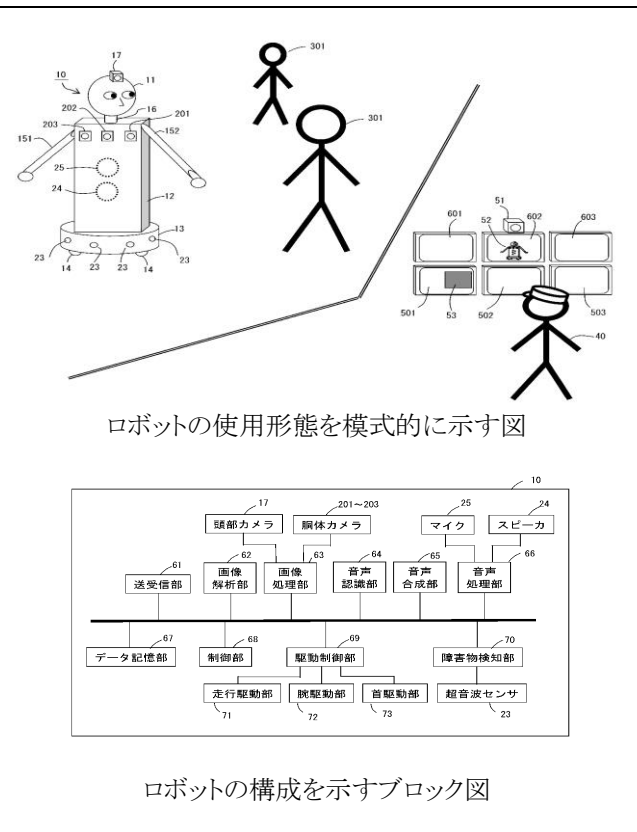 17
10
11
301
202
16
203
201
301
151
152
25
24
12
13
23
23
14
23
23
14
23
51
601
52
602
603
501
53
502
503
40
ロボットの使用形態を模式的に示す図
10
17
201～203
25
24
頭部カメラ
胴体カメラ
マイク
スピーカ
61
62
63
64
65
66
送受信部
画像
解析部
画像
処理部
音声
認識部
音声
合成部
音声
処理部
67
68
69
70
データ記憶部
制御部
駆動制御部
障害物検知部
走行駆動部
腕駆動部
首駆動部
超音波センサ
71
72
73
23
ロボットの構成を示すブロック図